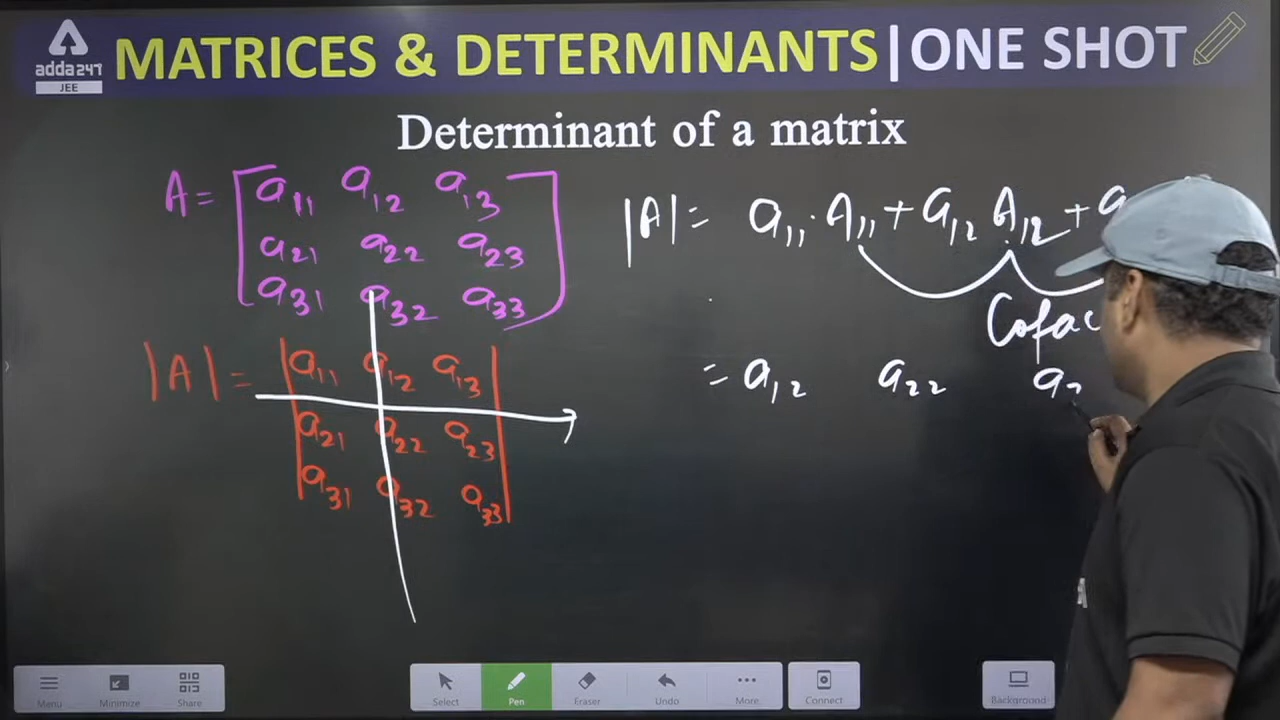 adda247
JEE
MATRICES & DETERMINANTS | ONE SHOT
Determinant of a matrix
A = [a₁₁ a₁₂ a₁₃
a₂₁ a₂₂ a₂₃
a₃₁ a₃₂ a₃₃]
|A| = |a₁₁ a₁₂ a₁₃
a₂₁ a₂₂ a₂₃
a₃₁ a₃₂ a₃₃|
|A| = a₁₁·A₁₁ + a₁₂ A₁₂ + a
Cofac
= a₁₂ a₂₂ a
Menu Minimize Share Select Pen Eraser Undo More Connect Background